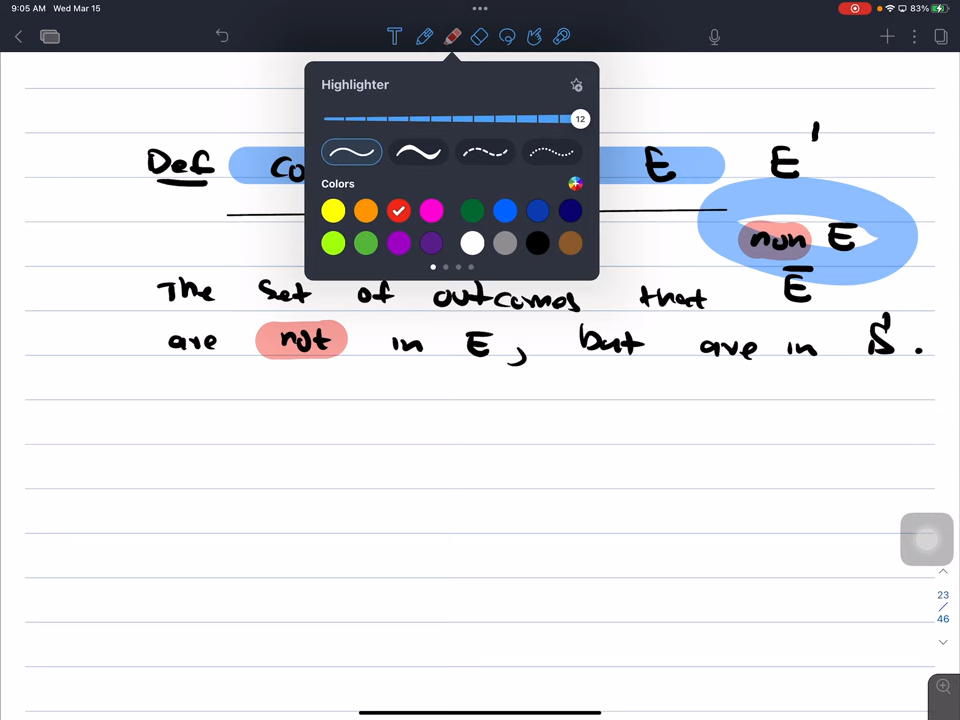 9:05 AM Wed Mar 15
83%
Highlighter
12
Def Co E E'
Colors
non E
E̅
The set of outcomes that
are not in E, but are in S.
23
/
46